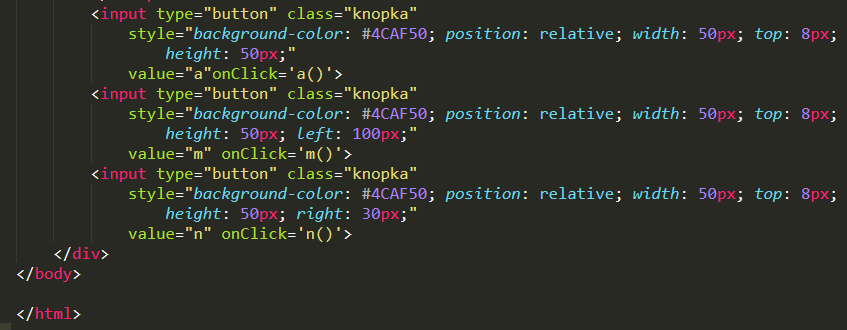 <input type="button" class="knopka"
style="background-color: #4CAF50; position: relative; width: 50px; top: 8px;
height: 50px;"
value="a"onClick='a()'>
<input type="button" class="knopka"
style="background-color: #4CAF50; position: relative; width: 50px; top: 8px;
height: 50px; left: 100px;"
value="m" onClick='m()'>
<input type="button" class="knopka"
style="background-color: #4CAF50; position: relative; width: 50px; top: 8px;
height: 50px; right: 30px;"
value="n" onClick='n()'>
</div>
</body>
</html>